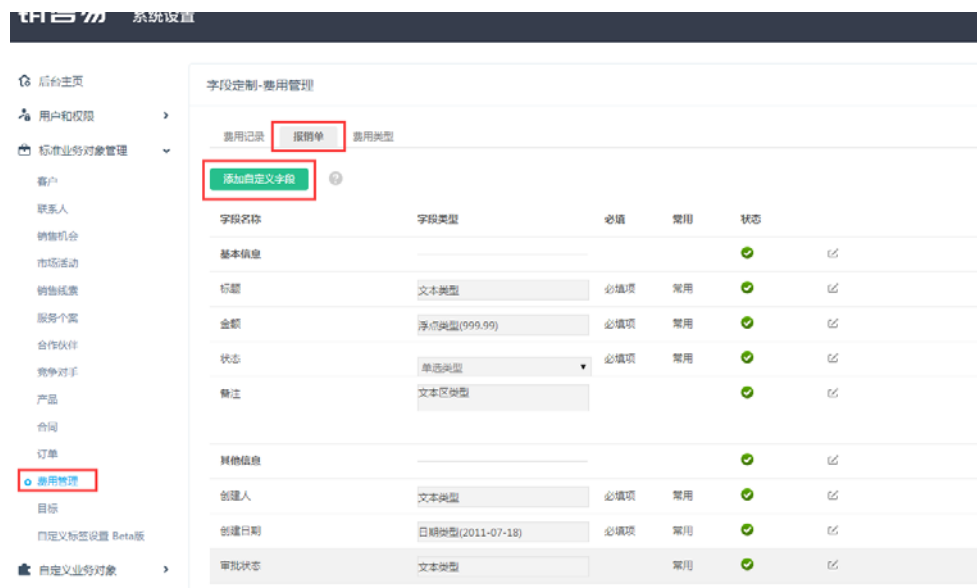 系统设置
后台主页
用户和权限
标准业务对象管理
客户
联系人
销售机会
市场活动
销售线索
服务个案
合作伙伴
竞争对手
产品
合同
订单
费用管理
目标
自定义标签设置 Beta版
自定义业务对象
字段定制-费用管理
费用记录 报销单 费用类型
添加自定义字段 ?
字段名称 字段类型 必填 常用 状态
基本信息
标题 文本类型 必填项 常用
金额 浮点类型(999.99) 必填项 常用
状态 单选类型 必填项 常用
备注 文本区类型
其他信息
创建人 文本类型 必填项 常用
创建日期 日期类型(2011-07-18) 必填项 常用
审批状态 文本类型 常用